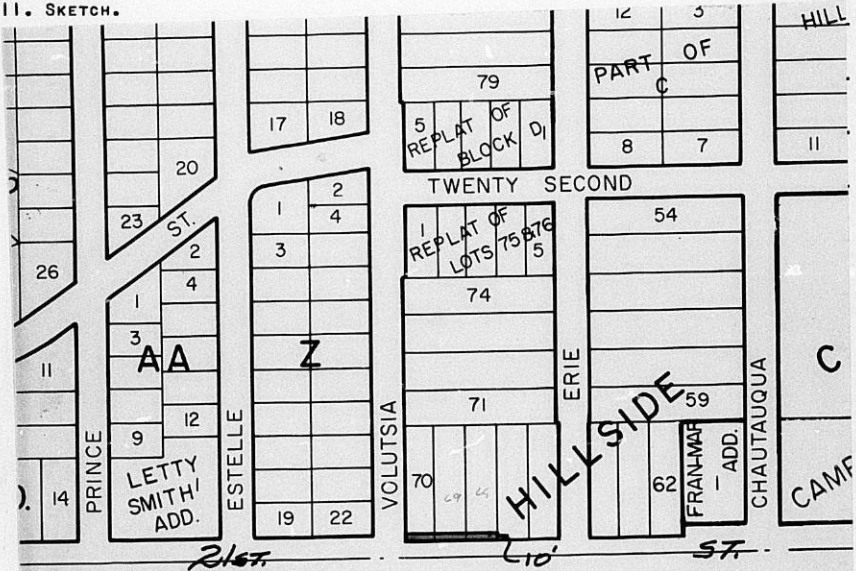 11. SKETCH.
12 3
HILL
PART OF
C
79
17 18
5
REPLAT OF
BLOCK D1
8 7
11
20
TWENTY SECOND
23
ST.
1 2
4
3
1
REPLAT OF
LOTS 75 & 76
5
54
26
2
4
1
3
74
11
AA
Z
C
71
59
12
9
HILLSIDE
PRINCE
ESTELLE
VOLUTSIA
ERIE
CHAUTAUQUA
14
LETTY
SMITH
ADD.
70
69
62
FRAN-MAR
ADD.
1
CAMP
19 22
21ST.
10'
ST.